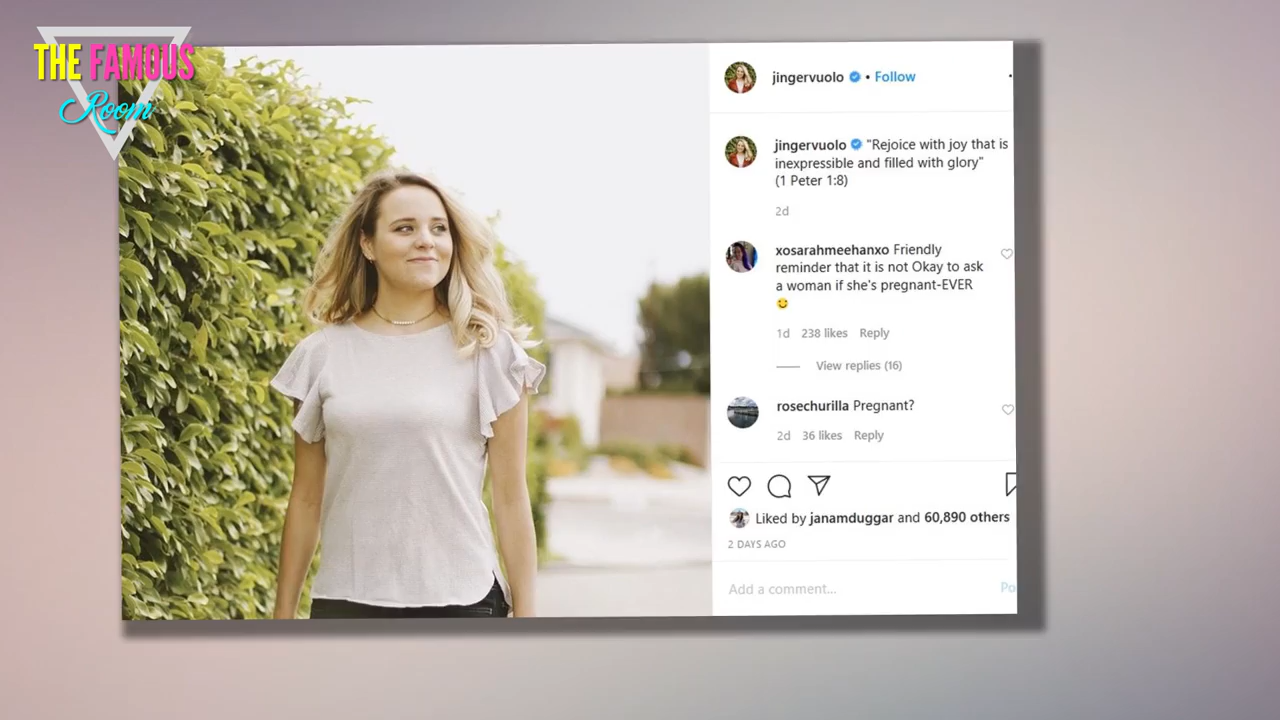 THE FAMOUS
Room
jingervuolo • Follow
jingervuolo "Rejoice with joy that is
inexpressible and filled with glory"
(1 Peter 1:8)
2d
xosarahmeehanxo Friendly
reminder that it is not Okay to ask
a woman if she's pregnant-EVER
1d 238 likes Reply
View replies (16)
rosechurilla Pregnant?
2d 36 likes Reply
Liked by janamduggar and 60,890 others
2 DAYS AGO
Add a comment...
Po